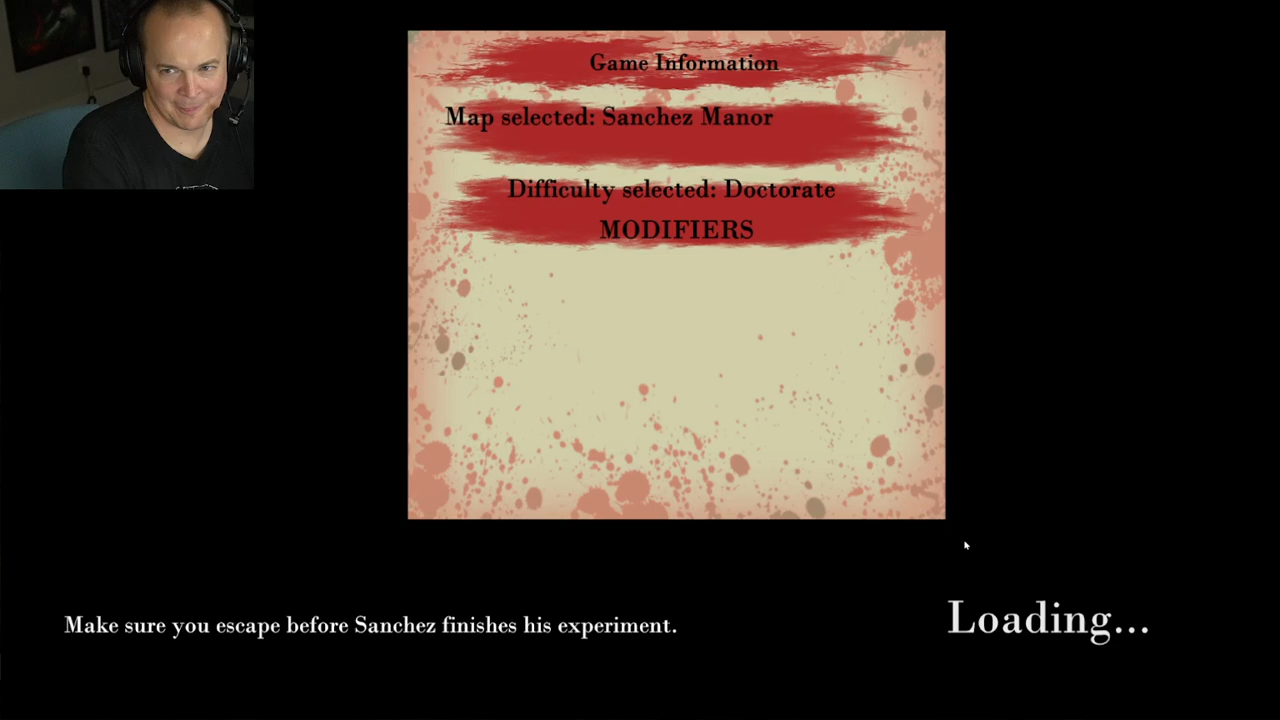 Game Information
Map selected: Sanchez Manor
Difficulty selected: Doctorate
MODIFIERS
Make sure you escape before Sanchez finishes his experiment.
Loading...